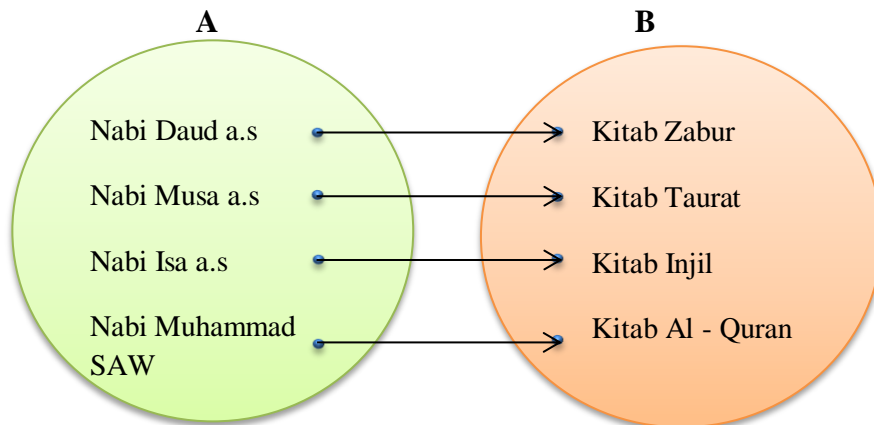 A
B
Nabi Daud a.s
Kitab Zabur
Nabi Musa a.s
Kitab Taurat
Nabi Isa a.s
Kitab Injil
Nabi Muhammad
SAW
Kitab Al - Quran